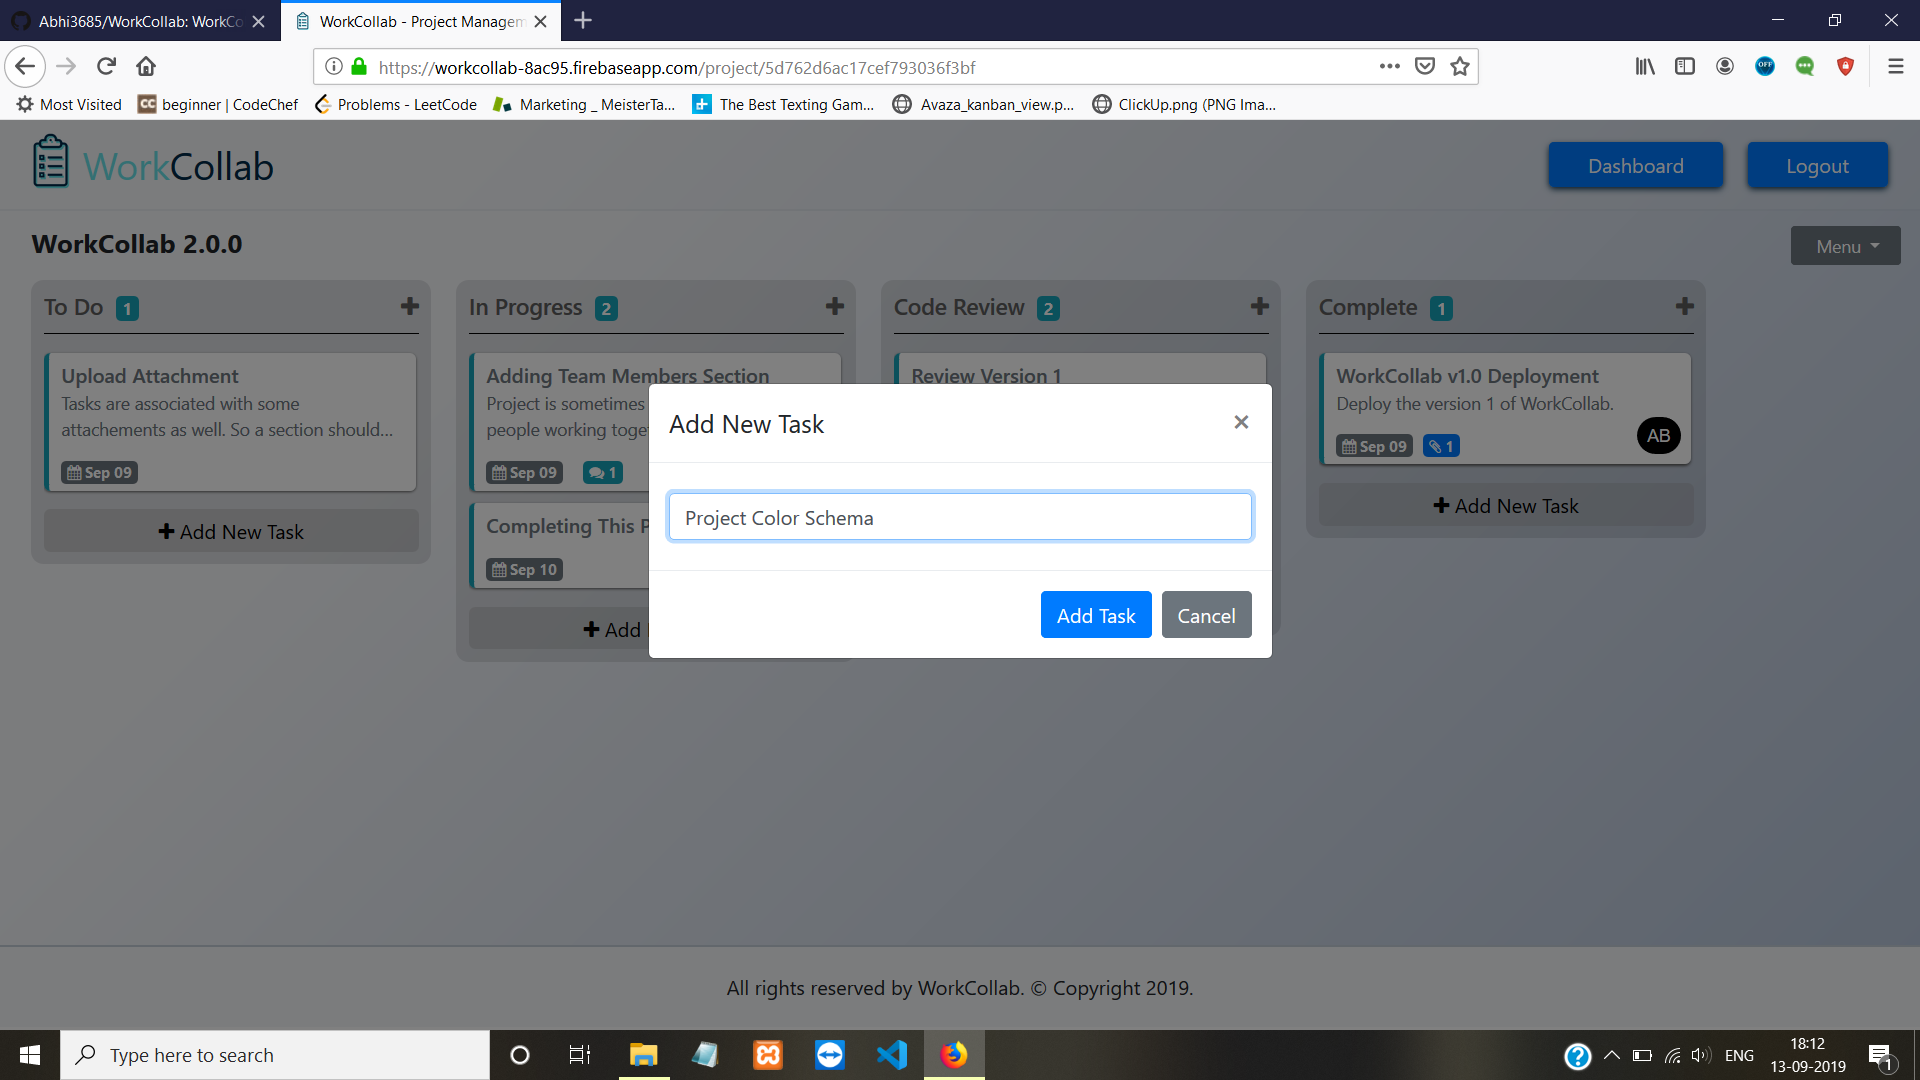 Abhi3685/WorkCollab: WorkCo
WorkCollab - Project Managem
https://workcollab-8ac95.firebaseapp.com/project/5d762d6ac17cef793036f3bf
OFF
Most Visited
CC beginner | CodeChef
Problems - LeetCode
Marketing _ MeisterTa...
The Best Texting Gam...
Avaza_kanban_view.p...
ClickUp.png (PNG Ima...
WorkCollab
Dashboard
Logout
WorkCollab 2.0.0
Menu
To Do 1
Upload Attachment
Tasks are associated with some
attachements as well. So a section should...
Sep 09
Add New Task
In Progress 2
Adding Team Members Section
Project is sometimes
people working toge
Sep 09 1
Completing This P
Sep 10
Add
Code Review 2
Review Version 1
Complete 1
WorkCollab v1.0 Deployment
Deploy the version 1 of WorkCollab.
Sep 09 1
AB
Add New Task
Add New Task
×
Project Color Schema
Add Task
Cancel
All rights reserved by WorkCollab. © Copyright 2019.
Type here to search
ENG
18:12
13-09-2019
1